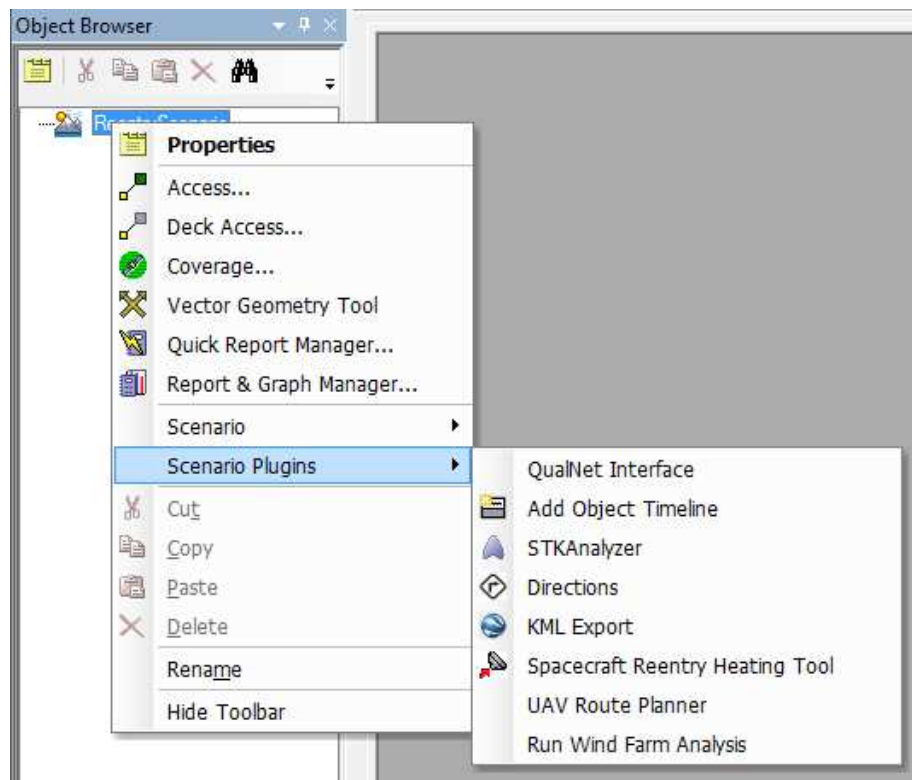 Object Browser
Properties
Access...
Deck Access...
Coverage...
Vector Geometry Tool
Quick Report Manager...
Report & Graph Manager...
Scenario
Scenario Plugins
Cut
Copy
Paste
Delete
Rename
Hide Toolbar
QualNet Interface
Add Object Timeline
STKAnalyzer
Directions
KML Export
Spacecraft Reentry Heating Tool
UAV Route Planner
Run Wind Farm Analysis